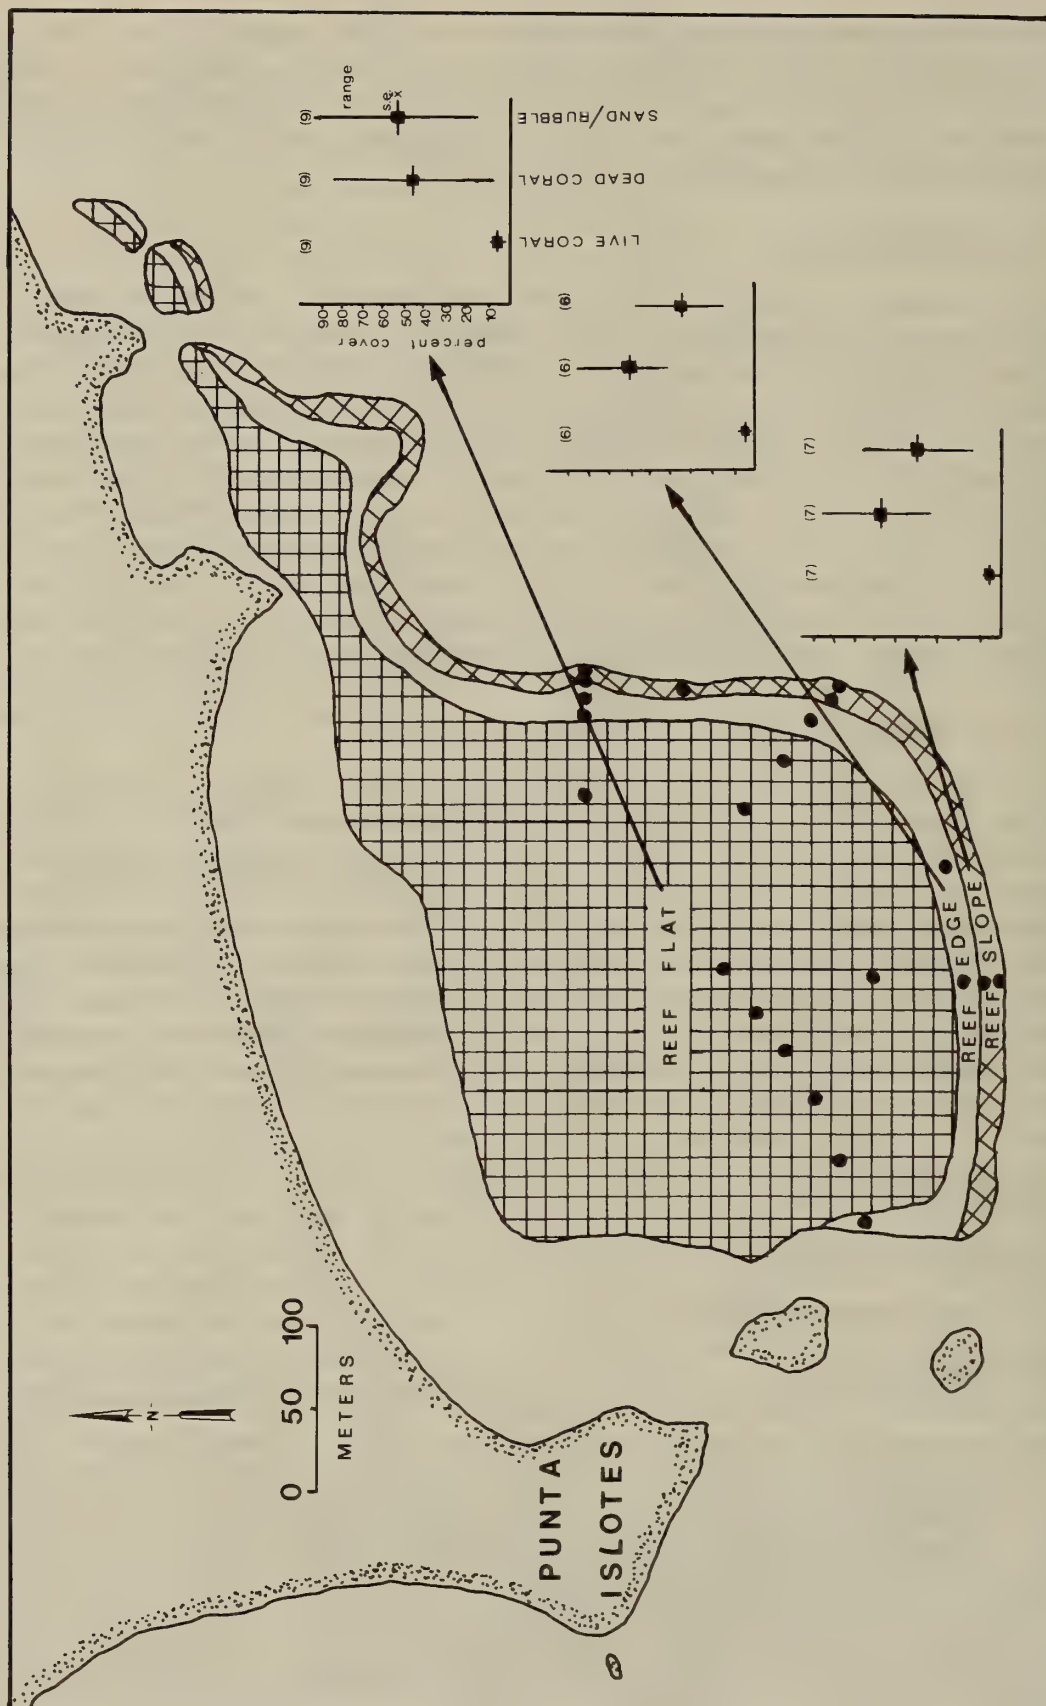 PUNTA
ISLOTES
-N-
0 50 100
METERS
REEF FLAT
REEF EDGE
REEF SLOPE
percent cover
90
80
70
60
50
40
30
20
10
(9)
(9)
(9)
range
s.e.
x
LIVE CORAL
DEAD CORAL
SAND/RUBBLE
(6)
(6)
(6)
(7)
(7)
(7)